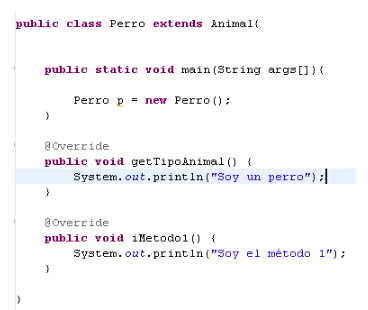 public class Perro extends Animal{
public static void main(String args[]){
Perro p = new Perro();
}
@Override
public void getTipoAnimal() {
System.out.println("Soy un perro");
}
@Override
public void iMetodo1() {
System.out.println("Soy el método 1");
}
}